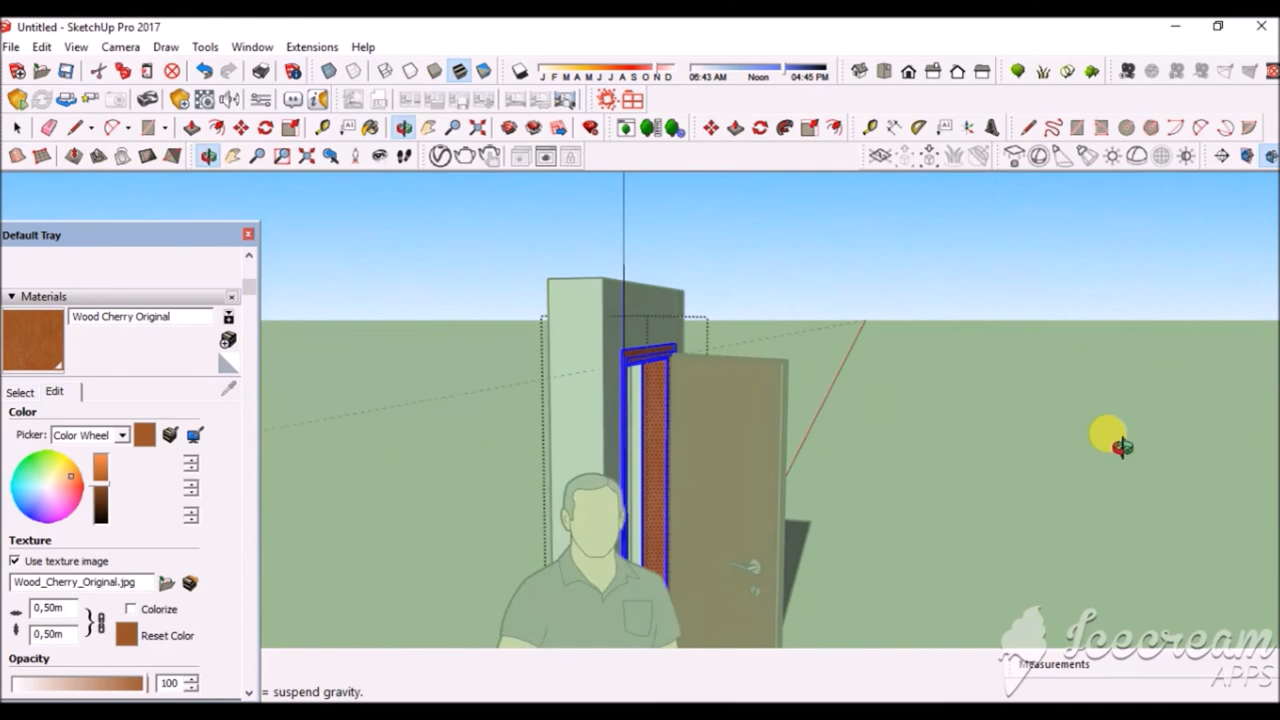 Untitled - SketchUp Pro 2017
File Edit View Camera Draw Tools Window Extensions Help
J F M A M J J A S O N D 06:43 AM Noon 04:45 PM
Default Tray
Materials
Wood Cherry Original
Select Edit
Color
Picker: Color Wheel
Texture
Use texture image
Wood_Cherry_Original.jpg
0,50m Colorize
0,50m Reset Color
Opacity
100
= suspend gravity.
Measurements
Icecream
APPS